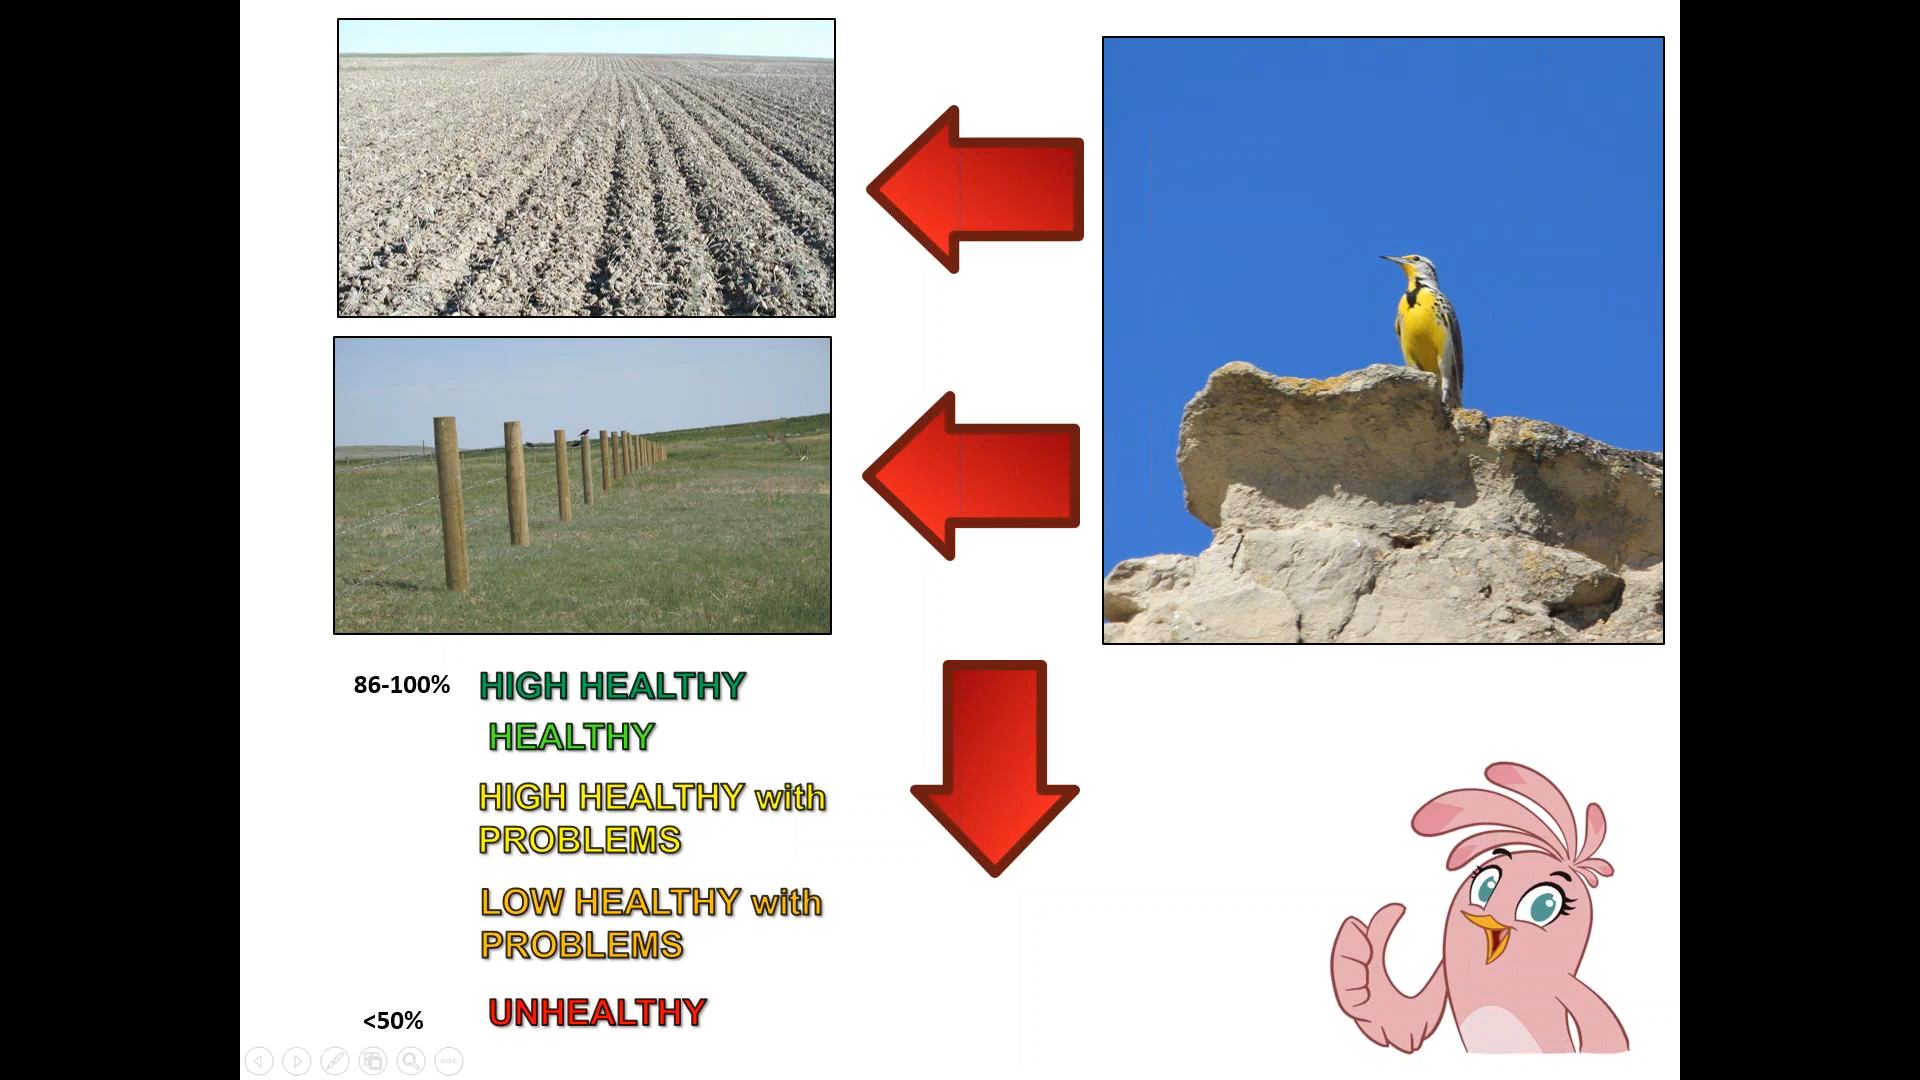 86-100% HIGH HEALTHY
HEALTHY
HIGH HEALTHY with
PROBLEMS
LOW HEALTHY with
PROBLEMS
<50% UNHEALTHY